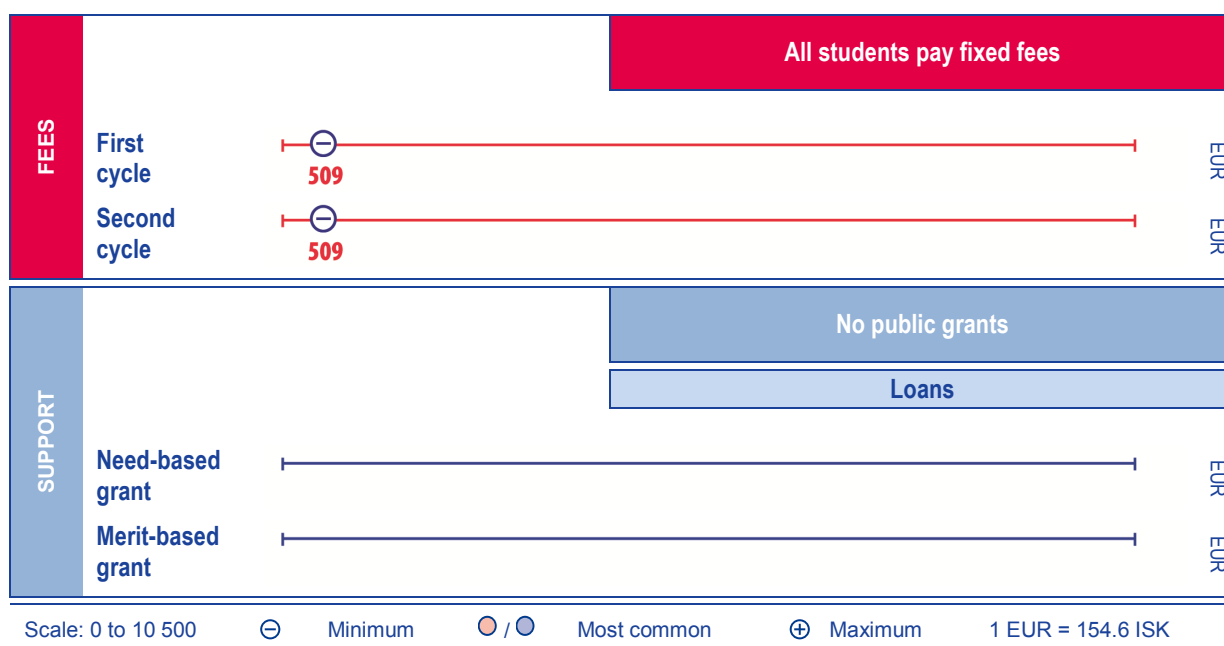 FEES
All students pay fixed fees
First
cycle
509
EUR
Second
cycle
509
EUR
SUPPORT
No public grants
Loans
Need-based
grant
EUR
Merit-based
grant
EUR
Scale: 0 to 10 500 Minimum / Most common Maximum 1 EUR = 154.6 ISK